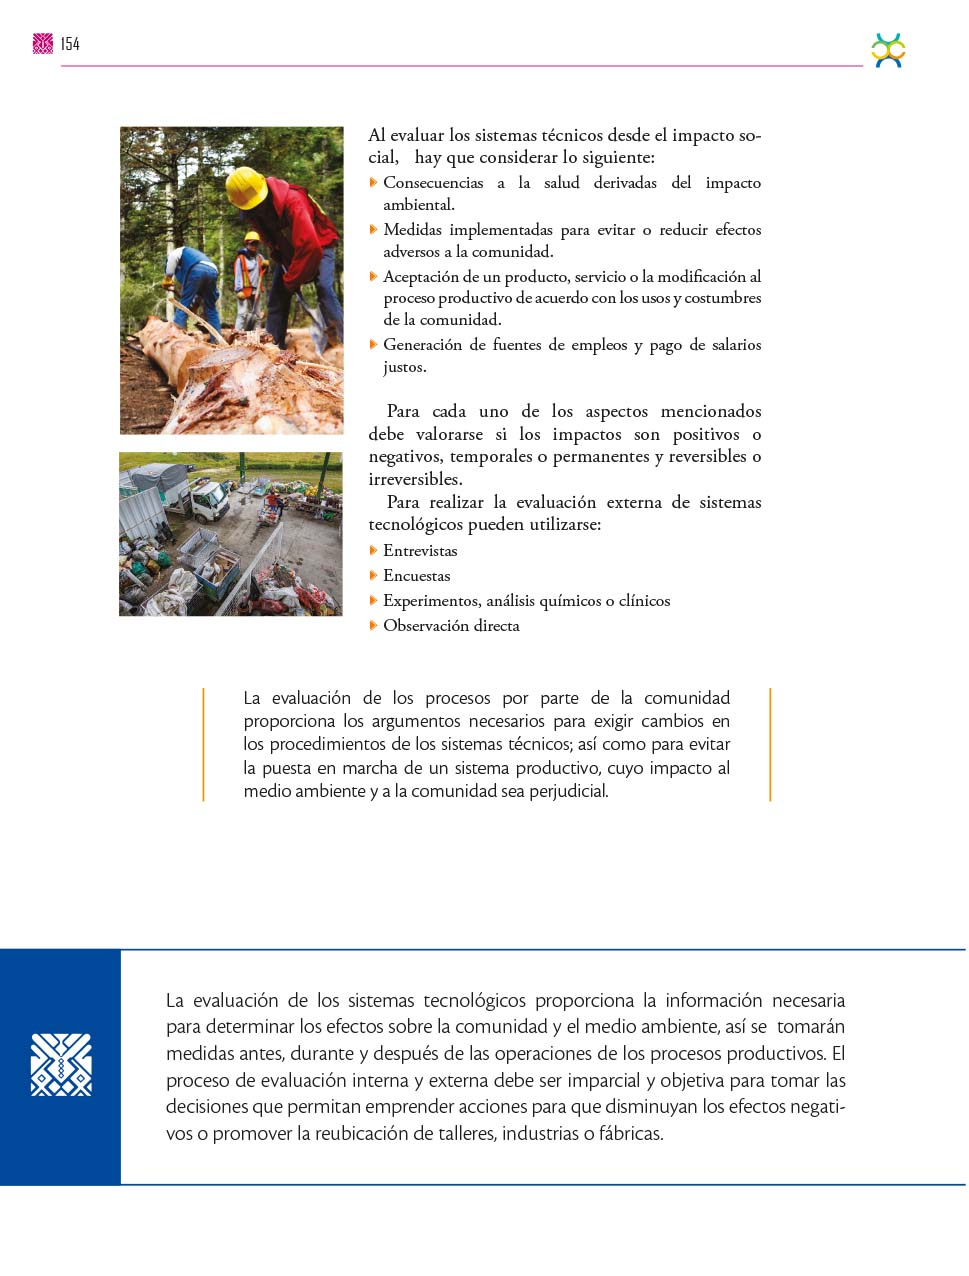 154
Al evaluar los sistemas técnicos desde el impacto so-
cial, hay que considerar lo siguiente:
Consecuencias a la salud derivadas del impacto
ambiental.
Medidas implementadas para evitar o reducir efectos
adversos a la comunidad.
Aceptación de un producto, servicio o la modificación al
proceso productivo de acuerdo con los usos y costumbres
de la comunidad.
Generación de fuentes de empleos y pago de salarios
justos.
Para cada uno de los aspectos mencionados
debe valorarse si los impactos son positivos o
negativos, temporales o permanentes y reversibles o
irreversibles.
Para realizar la evaluación externa de sistemas
tecnológicos pueden utilizarse:
Entrevistas
Encuestas
Experimentos, análisis químicos o clínicos
Observación directa
La evaluación de los procesos por parte de la comunidad
proporciona los argumentos necesarios para exigir cambios en
los procedimientos de los sistemas técnicos; así como para evitar
la puesta en marcha de un sistema productivo, cuyo impacto al
medio ambiente y a la comunidad sea perjudicial.
La evaluación de los sistemas tecnológicos proporciona la información necesaria
para determinar los efectos sobre la comunidad y el medio ambiente, así se tomarán
medidas antes, durante y después de las operaciones de los procesos productivos. El
proceso de evaluación interna y externa debe ser imparcial y objetiva para tomar las
decisiones que permitan emprender acciones para que disminuyan los efectos negati-
vos o promover la reubicación de talleres, industrias o fábricas.